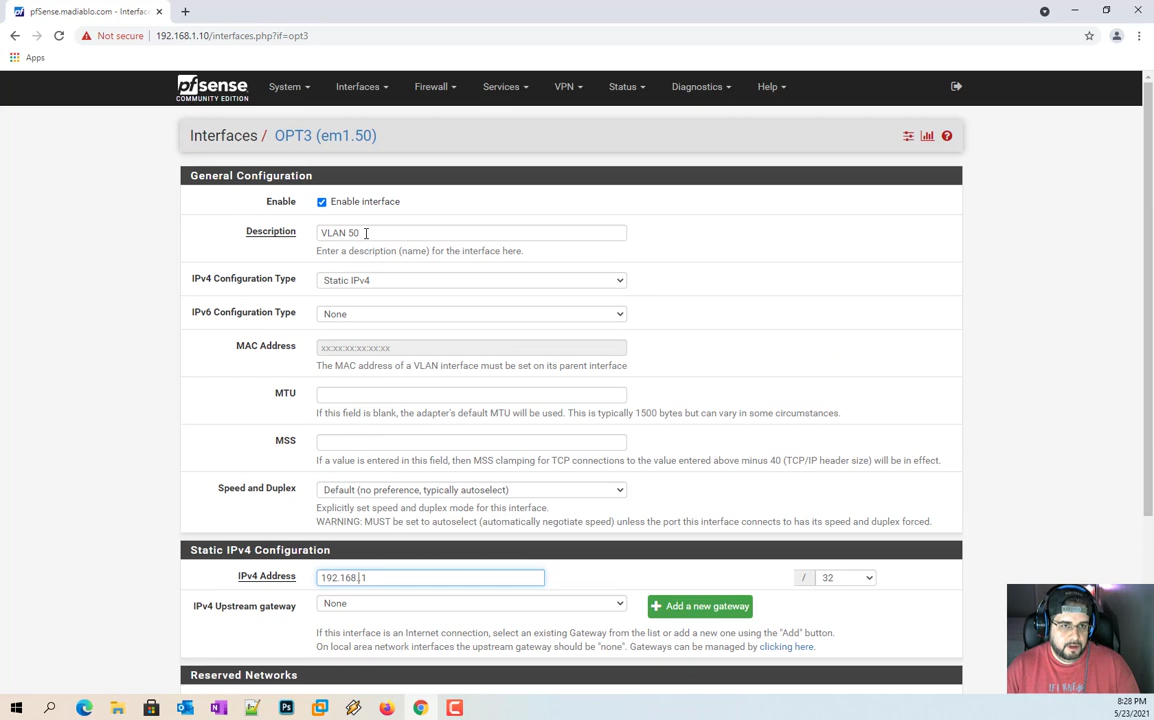 pfSense.madiablo.com - Interface
Not secure 192.168.1.10/interfaces.php?if=opt3
Apps
pfsense COMMUNITY EDITION System Interfaces Firewall Services VPN Status Diagnostics Help
Interfaces / OPT3 (em1.50)
General Configuration
Enable Enable interface
Description VLAN 50
Enter a description (name) for the interface here.
IPv4 Configuration Type Static IPv4
IPv6 Configuration Type None
MAC Address xx:xx:xx:xx:xx:xx
The MAC address of a VLAN interface must be set on its parent interface
MTU
If this field is blank, the adapter's default MTU will be used. This is typically 1500 bytes but can vary in some circumstances.
MSS
If a value is entered in this field, then MSS clamping for TCP connections to the value entered above minus 40 (TCP/IP header size) will be in effect.
Speed and Duplex Default (no preference, typically autoselect)
Explicitly set speed and duplex mode for this interface.
WARNING: MUST be set to autoselect (automatically negotiate speed) unless the port this interface connects to has its speed and duplex forced.
Static IPv4 Configuration
IPv4 Address 192.168.1 / 32
IPv4 Upstream gateway None Add a new gateway
If this interface is an Internet connection, select an existing Gateway from the list or add a new one using the "Add" button.
On local area network interfaces the upstream gateway should be "none". Gateways can be managed by clicking here.
Reserved Networks
8:28 PM
5/23/2021